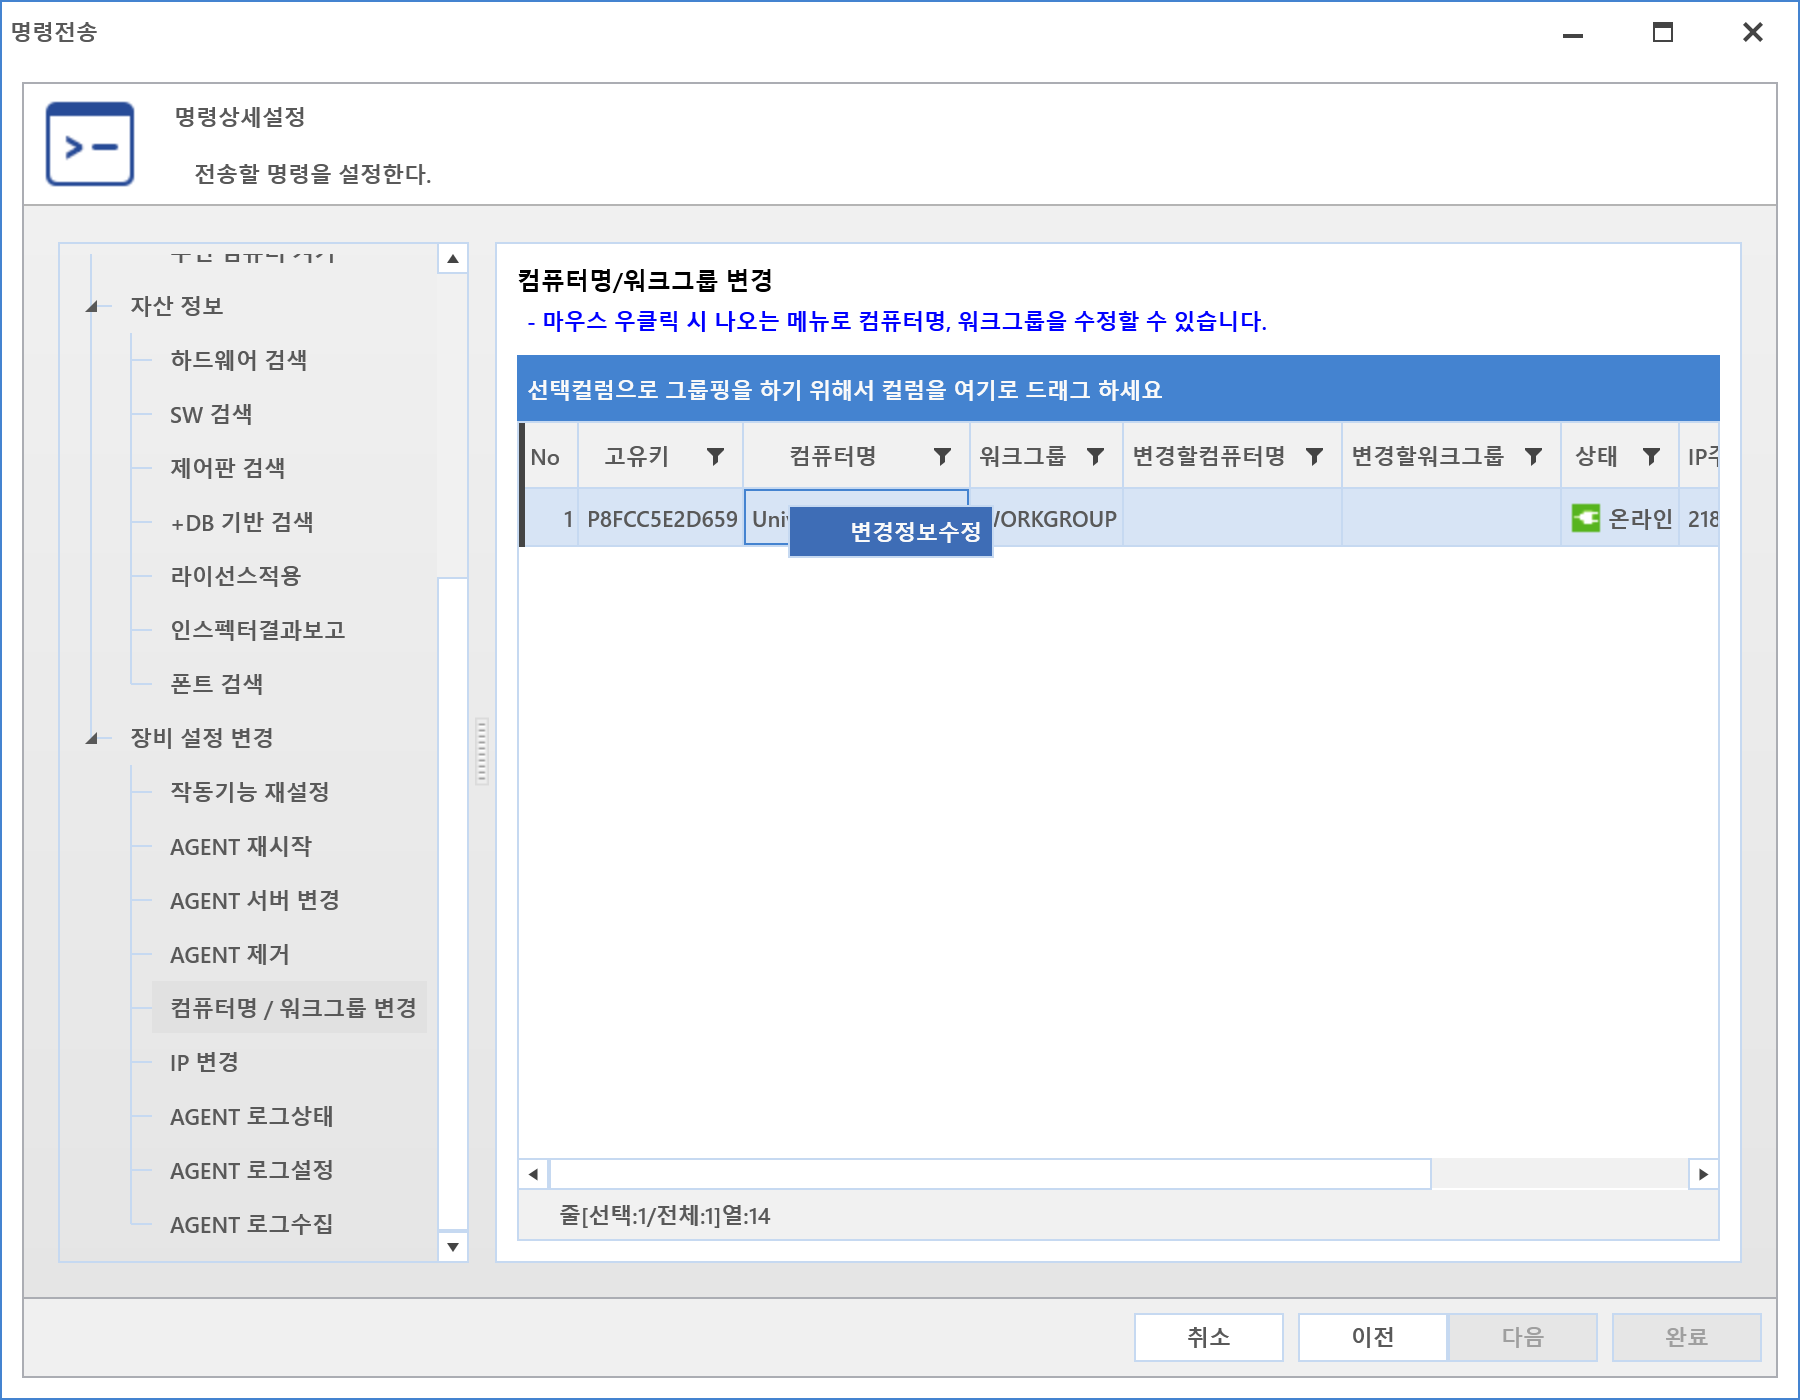 명령전송
명령상세설정
전송할 명령을 설정한다.
자산 정보
하드웨어 검색
SW 검색
제어판 검색
+DB 기반 검색
라이선스적용
인스펙터결과보고
폰트 검색
장비 설정 변경
작동기능 재설정
AGENT 재시작
AGENT 서버 변경
AGENT 제거
컴퓨터명 / 워크그룹 변경
IP 변경
AGENT 로그상태
AGENT 로그설정
AGENT 로그수집
컴퓨터명/워크그룹 변경
- 마우스 우클릭 시 나오는 메뉴로 컴퓨터명, 워크그룹을 수정할 수 있습니다.
선택컬럼으로 그룹핑을 하기 위해서 컬럼을 여기로 드래그 하세요
No 고유키 컴퓨터명 워크그룹 변경할컴퓨터명 변경할워크그룹 상태 IP주
1 P8FCC5E2D659 Uni ORKGROUP 온라인 218
변경정보수정
줄[선택:1/전체:1]열:14
취소 이전 다음 완료